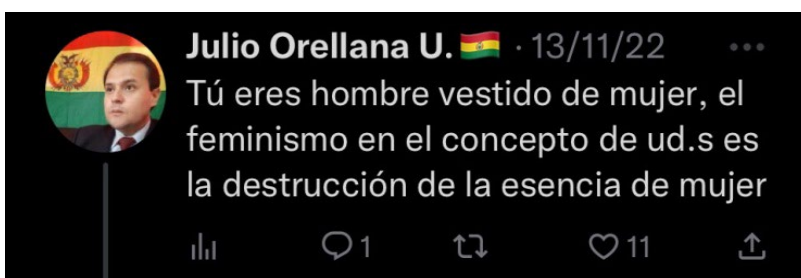 Julio Orellana U. 🇧🇴 · 13/11/22
Tú eres hombre vestido de mujer, el
feminismo en el concepto de ud.s es
la destrucción de la esencia de mujer
1 11